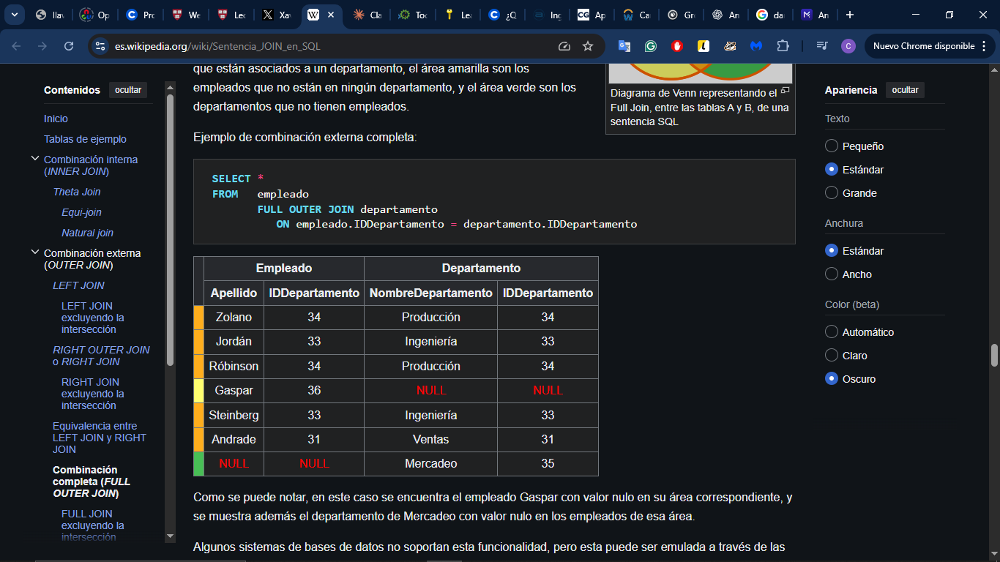 llav
Op
Pro
We
Lec
Xav
Cla
Toc
Lea
¿Q
Ing
Ap
Ca
Gro
An
da
An
es.wikipedia.org/wiki/Sentencia_JOIN_en_SQL
Nuevo Chrome disponible
Contenidos ocultar
Inicio
Tablas de ejemplo
Combinación interna
(INNER JOIN)
Theta Join
Equi-join
Natural join
Combinación externa
(OUTER JOIN)
LEFT JOIN
LEFT JOIN
excluyendo la
intersección
RIGHT OUTER JOIN
o RIGHT JOIN
RIGHT JOIN
excluyendo la
intersección
Equivalencia entre
LEFT JOIN y RIGHT
JOIN
Combinación
completa (FULL
OUTER JOIN)
FULL JOIN
excluyendo la
intersección
que están asociados a un departamento, el área amarilla son los
empleados que no están en ningún departamento, y el área verde son los
departamentos que no tienen empleados.
Diagrama de Venn representando el
Full Join, entre las tablas A y B, de una
sentencia SQL
Ejemplo de combinación externa completa:
SELECT *
FROM empleado
FULL OUTER JOIN departamento
ON empleado.IDDepartamento = departamento.IDDepartamento
Empleado Departamento
Apellido IDDepartamento NombreDepartamento IDDepartamento
Zolano 34 Producción 34
Jordán 33 Ingeniería 33
Róbinson 34 Producción 34
Gaspar 36 NULL NULL
Steinberg 33 Ingeniería 33
Andrade 31 Ventas 31
NULL NULL Mercadeo 35
Como se puede notar, en este caso se encuentra el empleado Gaspar con valor nulo en su área correspondiente, y
se muestra además el departamento de Mercadeo con valor nulo en los empleados de esa área.
Algunos sistemas de bases de datos no soportan esta funcionalidad, pero esta puede ser emulada a través de las
Apariencia ocultar
Texto
Pequeño
Estándar
Grande
Anchura
Estándar
Ancho
Color (beta)
Automático
Claro
Oscuro